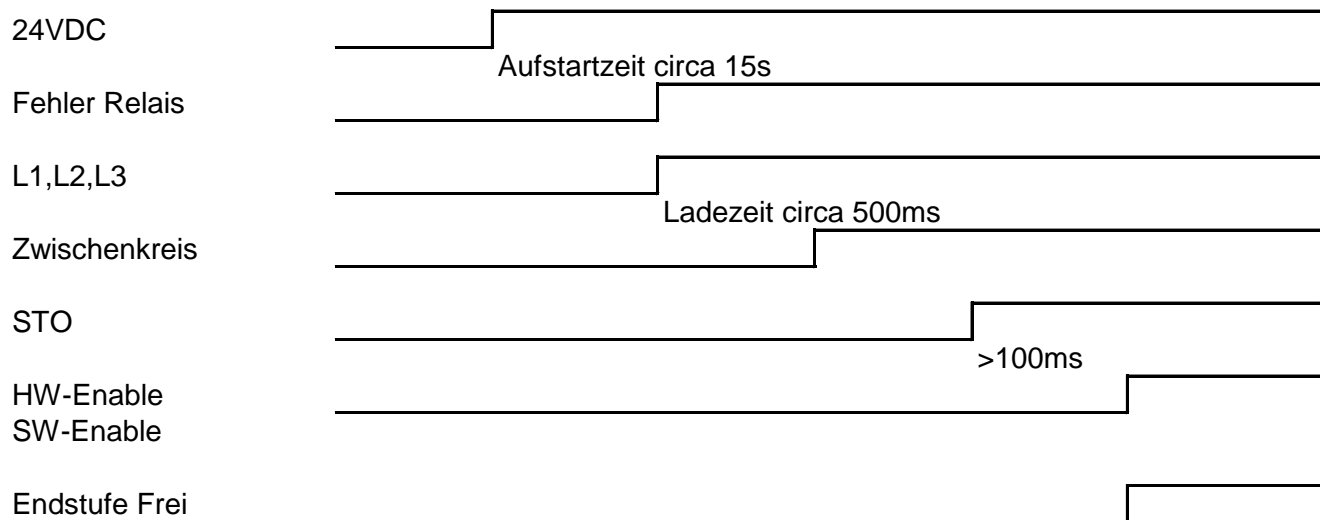 24VDC
Aufstartzeit circa 15s
Fehler Relais
L1,L2,L3
Ladezeit circa 500ms
Zwischenkreis
STO
>100ms
HW-Enable
SW-Enable
Endstufe Frei